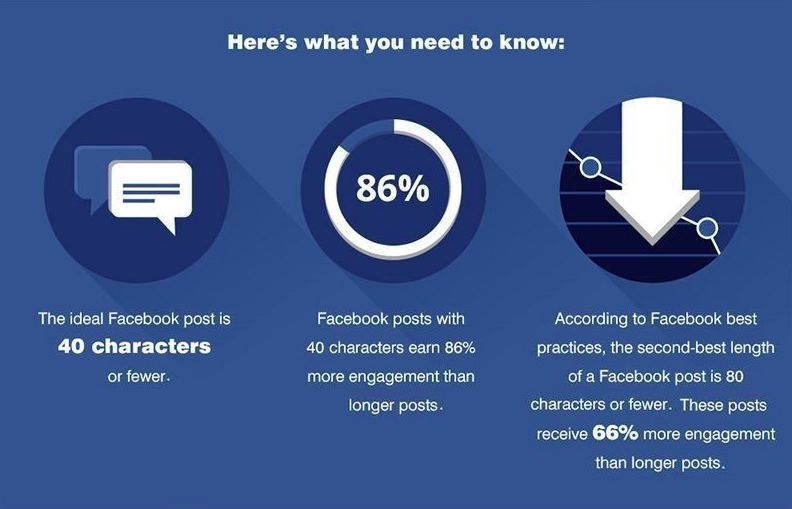 Here's what you need to know:
86%
The ideal Facebook post is
40 characters
or fewer.
Facebook posts with
40 characters earn 86%
more engagement than
longer posts.
According to Facebook best
practices, the second-best length
of a Facebook post is 80
characters or fewer. These posts
receive 66% more engagement
than longer posts.